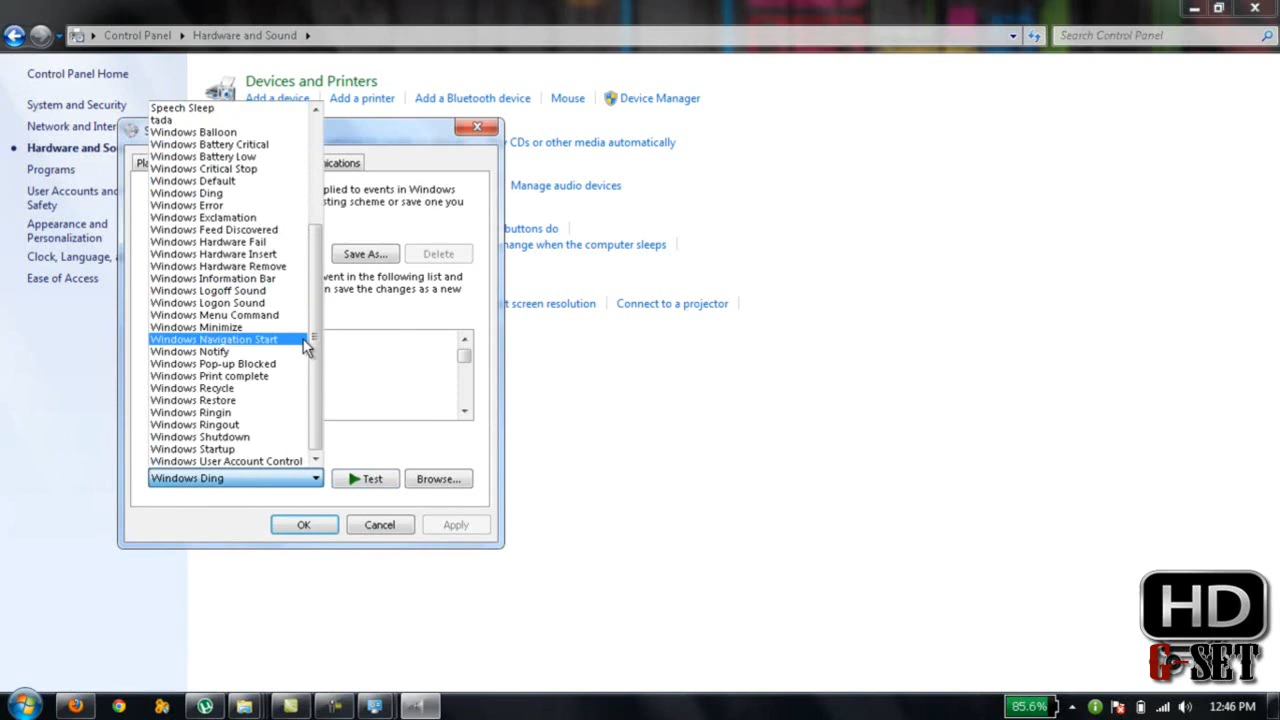 Control Panel
Hardware and Sound
Search Control Panel
Control Panel Home
System and Security
Network and Inter
Hardware and So
Programs
User Accounts and
Safety
Appearance and
Personalization
Clock, Language, a
Ease of Access
Devices and Printers
Add a device
Add a printer
Add a Bluetooth device
Mouse
Device Manager
CDs or other media automatically
Manage audio devices
buttons do
hange when the computer sleeps
t screen resolution
Connect to a projector
S
Pla
ications
plied to events in Windows
sting scheme or save one you
Save As...
Delete
vent in the following list and
n save the changes as a new
Speech Sleep
tada
Windows Balloon
Windows Battery Critical
Windows Battery Low
Windows Critical Stop
Windows Default
Windows Ding
Windows Error
Windows Exclamation
Windows Feed Discovered
Windows Hardware Fail
Windows Hardware Insert
Windows Hardware Remove
Windows Information Bar
Windows Logoff Sound
Windows Logon Sound
Windows Menu Command
Windows Minimize
Windows Navigation Start
Windows Notify
Windows Pop-up Blocked
Windows Print complete
Windows Recycle
Windows Restore
Windows Ringin
Windows Ringout
Windows Shutdown
Windows Startup
Windows User Account Control
Windows Ding
Test
Browse...
OK
Cancel
Apply
HD
G-SET
85.6%
12:46 PM